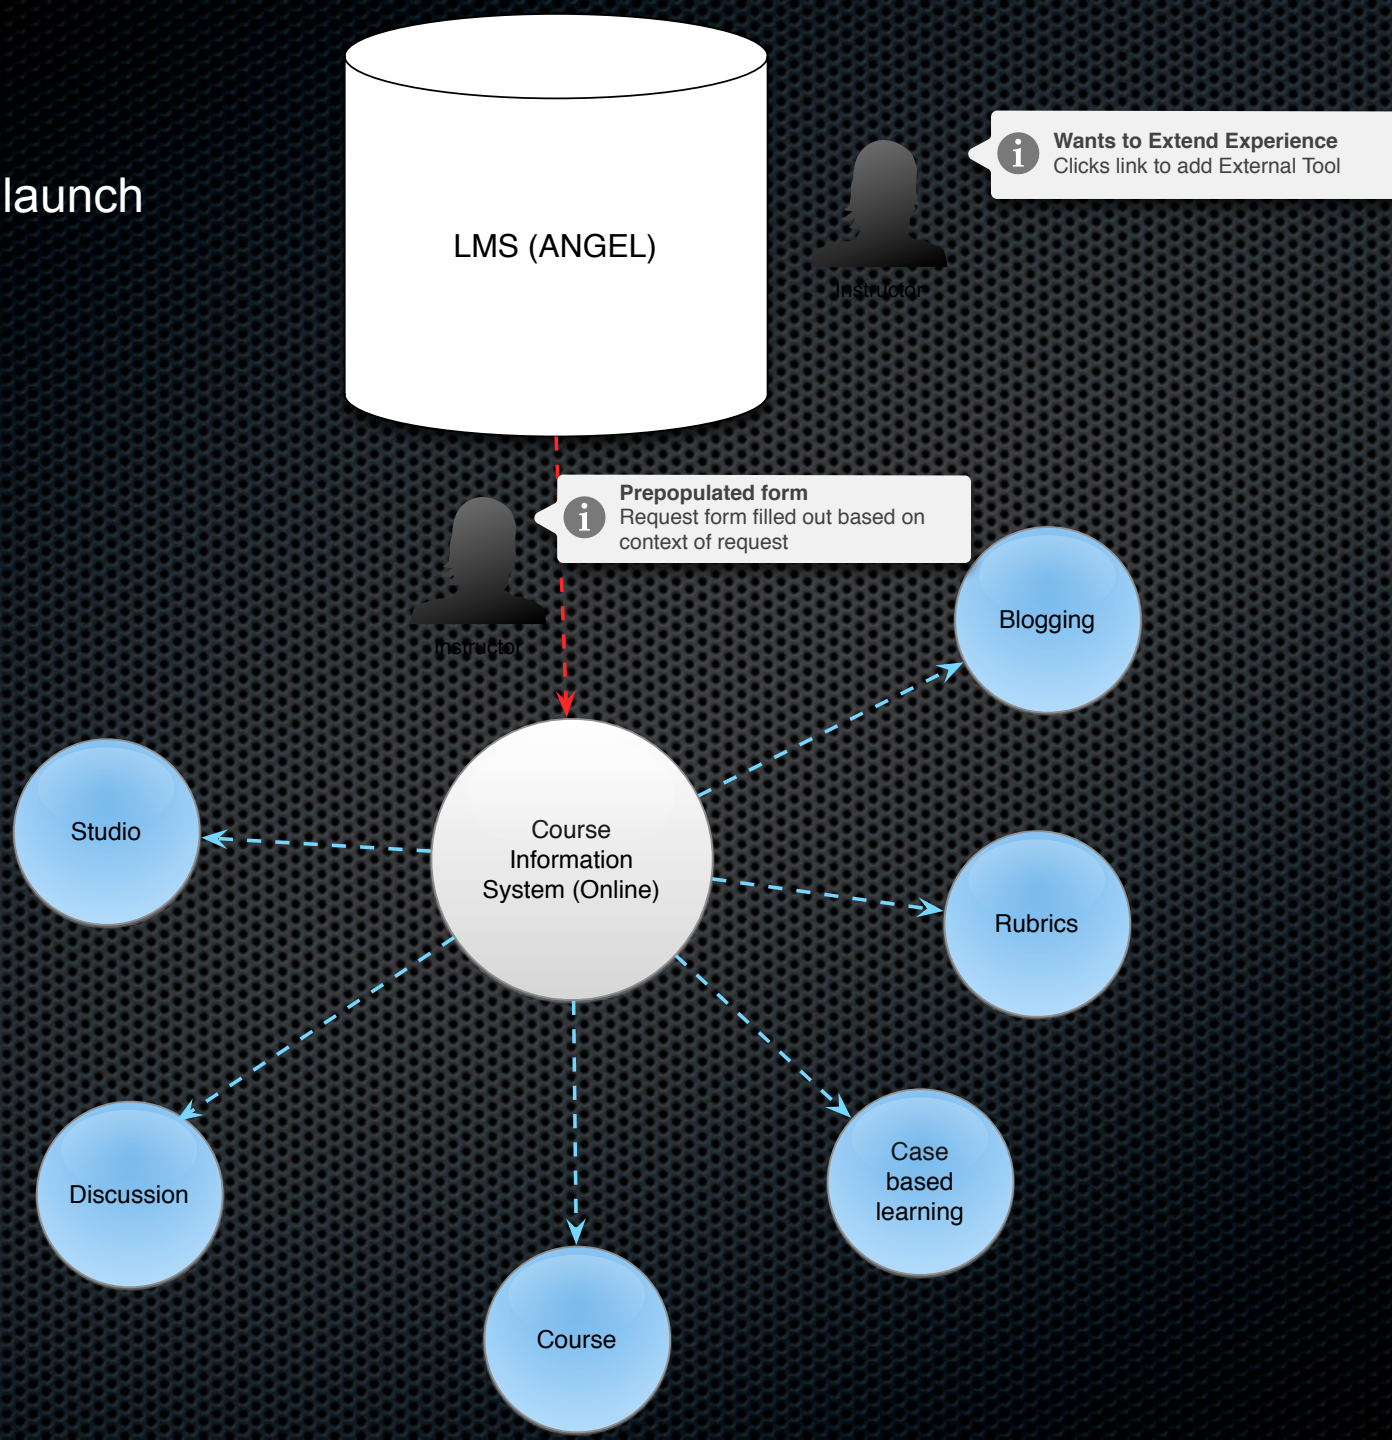 LMS (ANGEL)
Wants to Extend Experience
Clicks link to add External Tool
launch
Instructor
Prepopulated form
Request form filled out based on
context of request
Instructor
Blogging
Studio
Course
Information
System (Online)
Rubrics
Discussion
Case
based
learning
Course